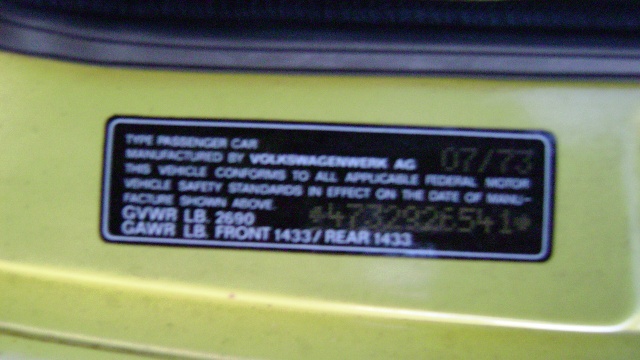 TYPE PASSENGER CAR
MANUFACTURED BY VOLKSWAGENWERK AG 07/73
THIS VEHICLE CONFORMS TO ALL APPLICABLE FEDERAL MOTOR
VEHICLE SAFETY STANDARDS IN EFFECT ON THE DATE OF MANU-
FACTURE SHOWN ABOVE.
GVWR LB. 2690 *4732926541*
GAWR LB. FRONT 1433/REAR 1433